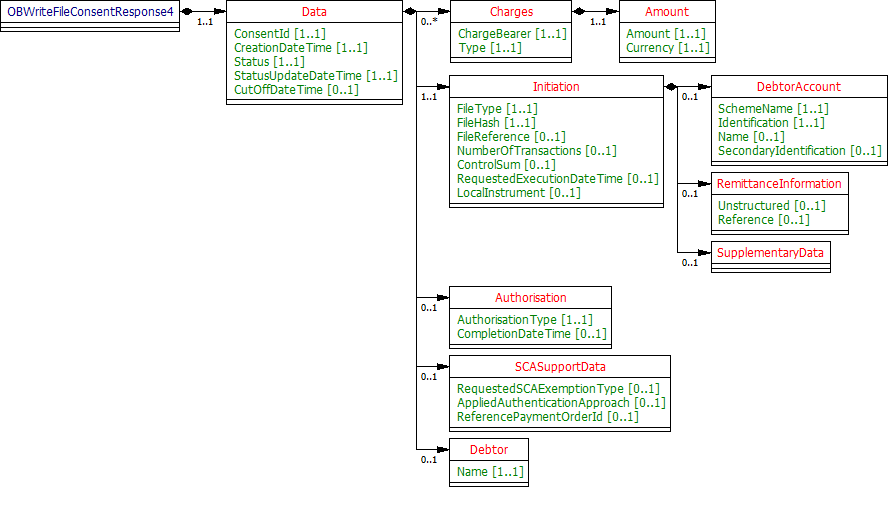 OBWriteFileConsentResponse4
1..1
Data
ConsentId [1..1]
CreationDateTime [1..1]
Status [1..1]
StatusUpdateDateTime [1..1]
CutOffDateTime [0..1]
0..*
Charges
ChargeBearer [1..1]
Type [1..1]
1..1
Amount
Amount [1..1]
Currency [1..1]
1..1
Initiation
FileType [1..1]
FileHash [1..1]
FileReference [0..1]
NumberOfTransactions [0..1]
ControlSum [0..1]
RequestedExecutionDateTime [0..1]
LocalInstrument [0..1]
0..1
DebtorAccount
SchemeName [1..1]
Identification [1..1]
Name [0..1]
SecondaryIdentification [0..1]
0..1
RemittanceInformation
Unstructured [0..1]
Reference [0..1]
0..1
SupplementaryData
0..1
Authorisation
AuthorisationType [1..1]
CompletionDateTime [0..1]
0..1
SCASupportData
RequestedSCAExemptionType [0..1]
AppliedAuthenticationApproach [0..1]
ReferencePaymentOrderId [0..1]
0..1
Debtor
Name [1..1]